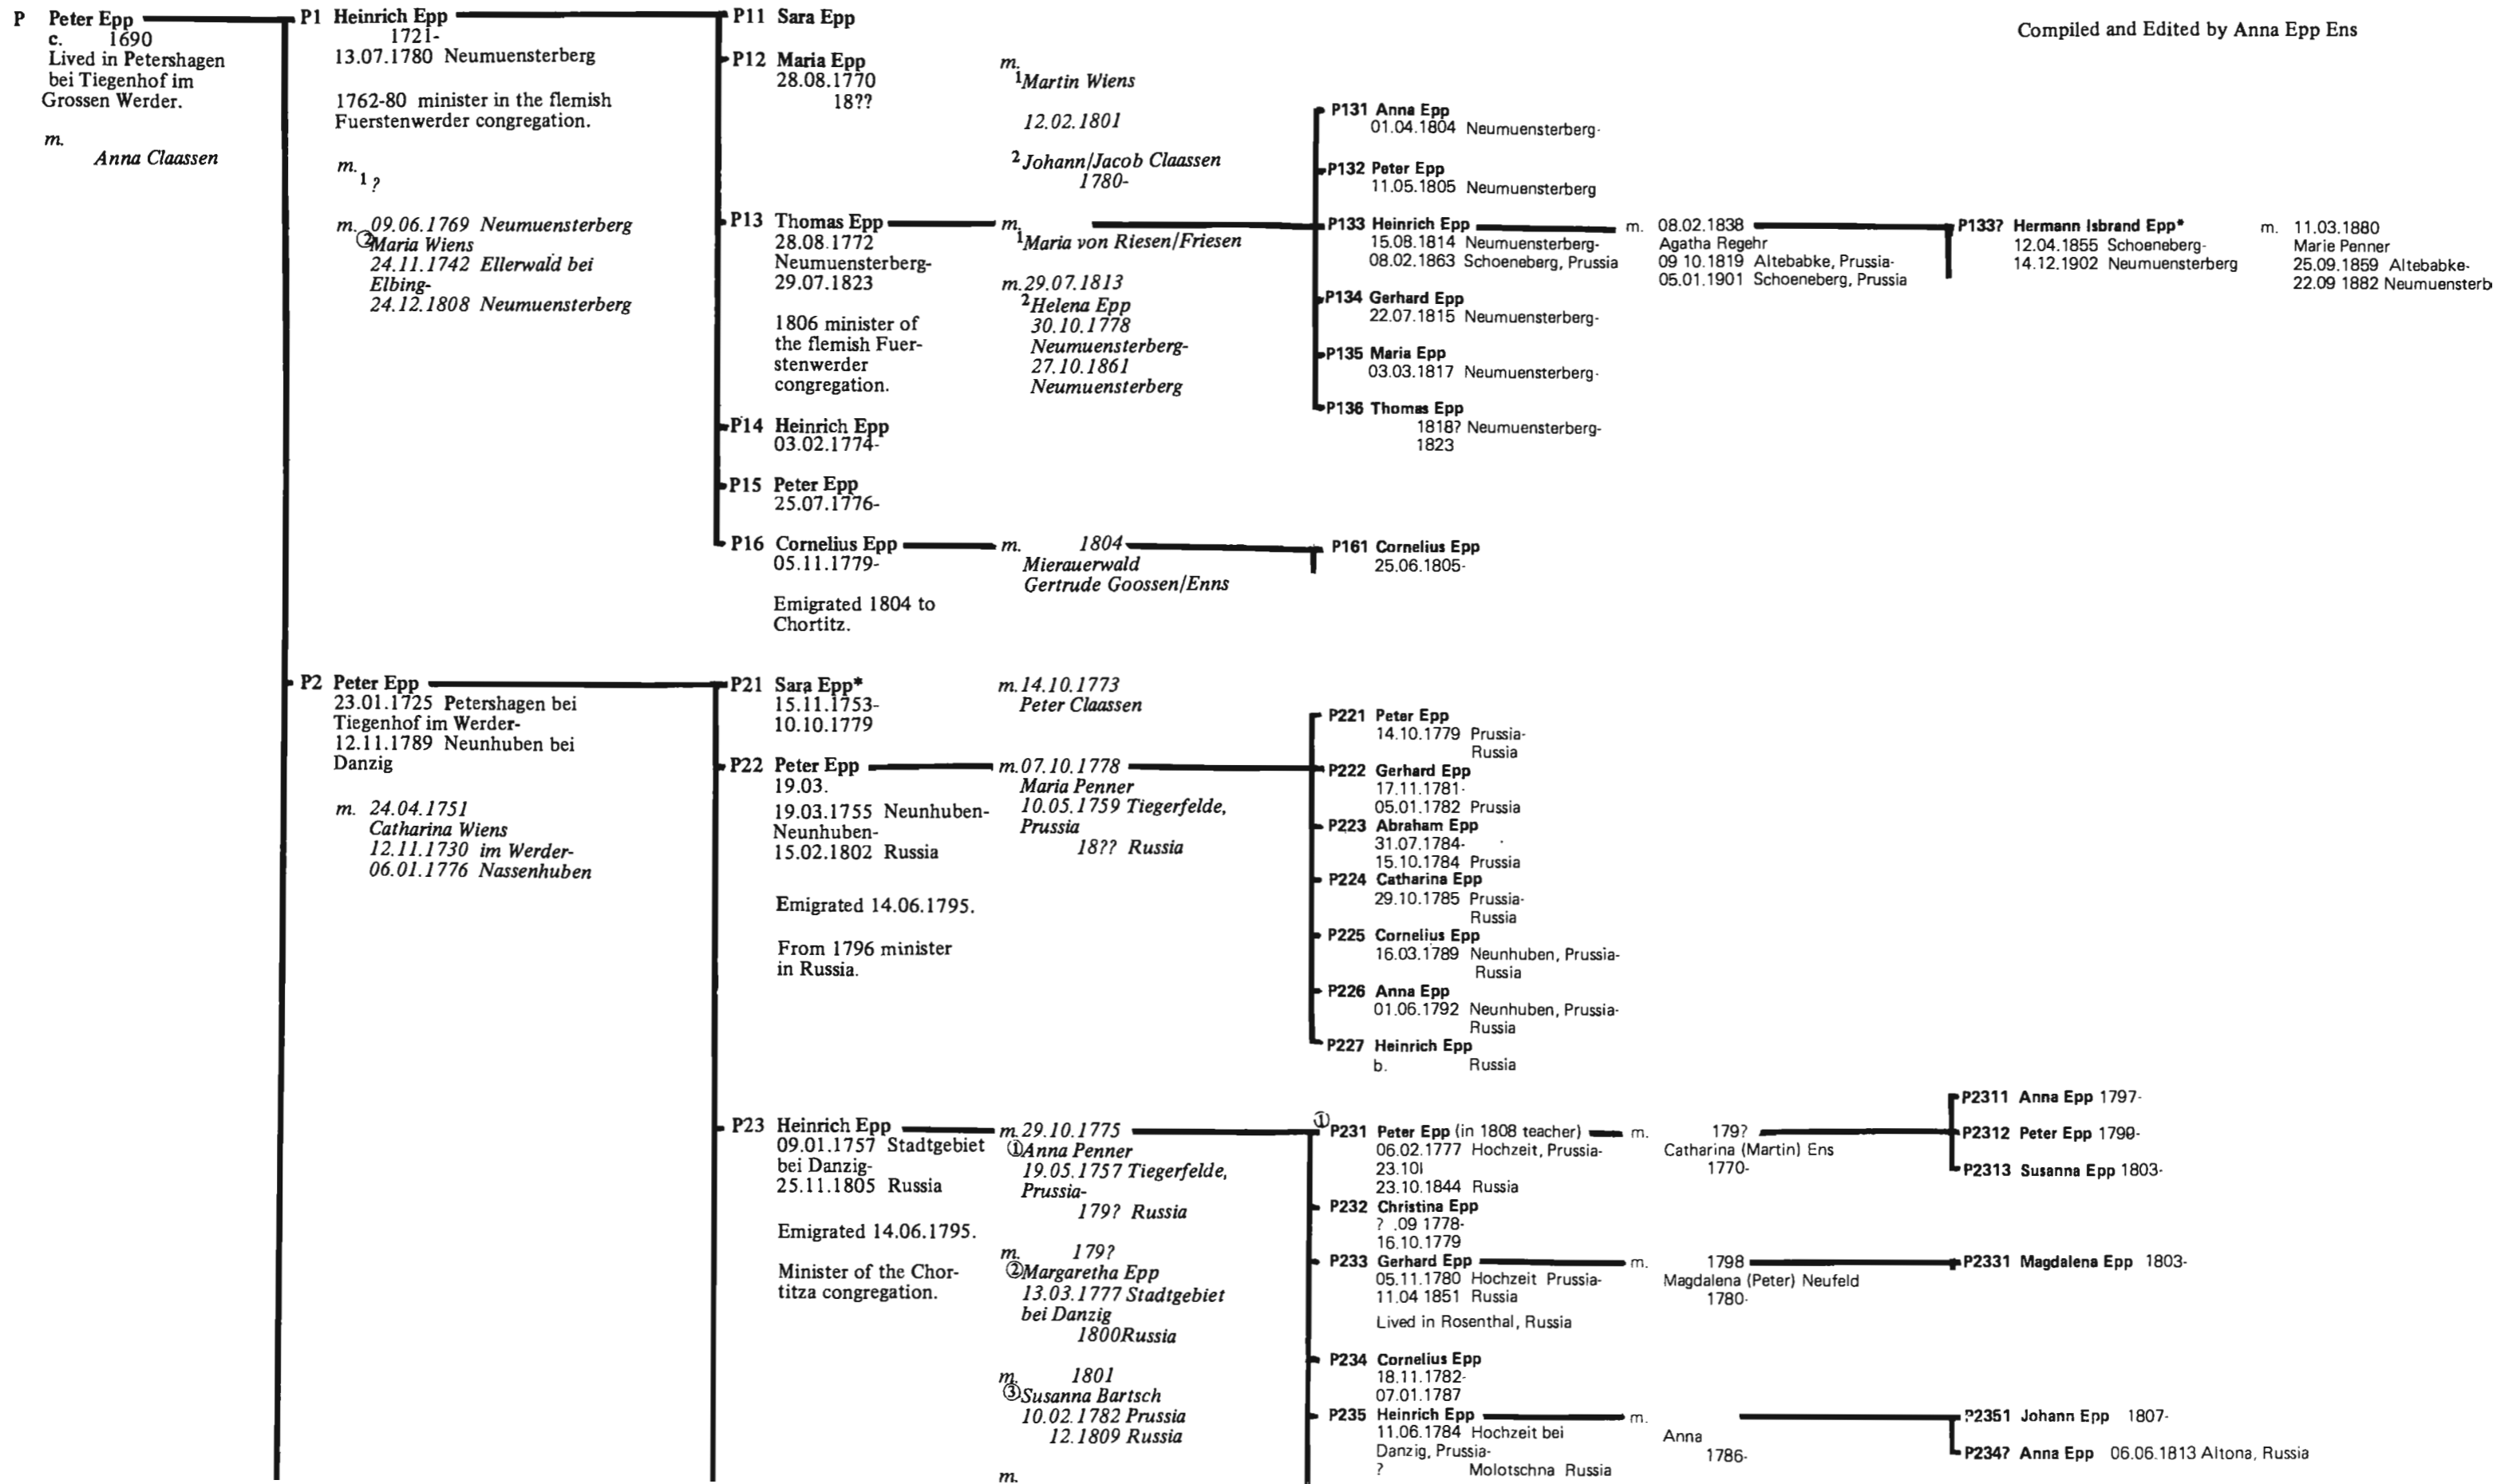 Compiled and Edited by Anna Epp Ens
P Peter Epp
c. 1690
Lived in Petershagen
bei Tiegenhof im
Grossen Werder.
m.
Anna Claassen
P1 Heinrich Epp
1721-
13.07.1780 Neumuensterberg
1762-80 minister in the flemish
Fuerstenwerder congregation.
m.
1 ?
m. 09.06.1769 Neumuensterberg
② Maria Wiens
24.11.1742 Ellerwald bei
Elbing-
24.12.1808 Neumuensterberg
P11 Sara Epp
P12 Maria Epp
28.08.1770
18??
m.
1 Martin Wiens
12.02.1801
2 Johann/Jacob Claassen
1780-
P13 Thomas Epp
28.08.1772
Neumuensterberg-
29.07.1823
1806 minister of
the flemish Fuer-
stenwerder
congregation.
m.
1 Maria von Riesen/Friesen
m. 29.07.1813
2 Helena Epp
30.10.1778
Neumuensterberg-
27.10.1861
Neumuensterberg
P131 Anna Epp
01.04.1804 Neumuensterberg-
P132 Peter Epp
11.05.1805 Neumuensterberg
P133 Heinrich Epp
15.08.1814 Neumuensterberg-
08.02.1863 Schoeneberg, Prussia
m. 08.02.1838
Agatha Regehr
09 10.1819 Altebabke, Prussia-
05.01.1901 Schoeneberg, Prussia
P133? Hermann Isbrand Epp*
12.04.1855 Schoeneberg-
14.12.1902 Neumuensterberg
m. 11.03.1880
Marie Penner
25.09.1859 Altebabke-
22.09 1882 Neumuensterb
P134 Gerhard Epp
22.07.1815 Neumuensterberg-
P135 Maria Epp
03.03.1817 Neumuensterberg-
P136 Thomas Epp
1818? Neumuensterberg-
1823
P14 Heinrich Epp
03.02.1774-
P15 Peter Epp
25.07.1776-
P16 Cornelius Epp
05.11.1779-
Emigrated 1804 to
Chortitz.
m. 1804
Mierauerwald
Gertrude Goossen/Enns
P161 Cornelius Epp
25.06.1805-
P2 Peter Epp
23.01.1725 Petershagen bei
Tiegenhof im Werder-
12.11.1789 Neunhuben bei
Danzig
m. 24.04.1751
Catharina Wiens
12.11.1730 im Werder-
06.01.1776 Nassenhuben
P21 Sara Epp*
15.11.1753-
10.10.1779
m. 14.10.1773
Peter Claassen
P22 Peter Epp
19.03.
19.03.1755 Neunhuben-
Neunhuben-
15.02.1802 Russia
Emigrated 14.06.1795.
From 1796 minister
in Russia.
m. 07.10.1778
Maria Penner
10.05.1759 Tiegerfelde,
Prussia
18?? Russia
P221 Peter Epp
14.10.1779 Prussia-
Russia
P222 Gerhard Epp
17.11.1781-
05.01.1782 Prussia
P223 Abraham Epp
31.07.1784-
15.10.1784 Prussia
P224 Catharina Epp
29.10.1785 Prussia-
Russia
P225 Cornelius Epp
16.03.1789 Neunhuben, Prussia-
Russia
P226 Anna Epp
01.06.1792 Neunhuben, Prussia-
Russia
P227 Heinrich Epp
b. Russia
P23 Heinrich Epp
09.01.1757 Stadtgebiet
bei Danzig-
25.11.1805 Russia
Emigrated 14.06.1795.
Minister of the Chor-
titza congregation.
m. 29.10.1775
① Anna Penner
19.05.1757 Tiegerfelde,
Prussia-
179? Russia
m. 179?
② Margaretha Epp
13.03.1777 Stadtgebiet
bei Danzig
1800 Russia
m. 1801
③ Susanna Bartsch
10.02.1782 Prussia
12.1809 Russia
m.
①
P231 Peter Epp (in 1808 teacher)
06.02.1777 Hochzeit, Prussia-
23.10l
23.10.1844 Russia
m. 179?
Catharina (Martin) Ens
1770-
P2311 Anna Epp 1797-
P2312 Peter Epp 1799-
P2313 Susanna Epp 1803-
P232 Christina Epp
? .09 1778-
16.10.1779
P233 Gerhard Epp
05.11.1780 Hochzeit Prussia-
11.04 1851 Russia
Lived in Rosenthal, Russia
m. 1798
Magdalena (Peter) Neufeld
1780-
P2331 Magdalena Epp 1803-
P234 Cornelius Epp
18.11.1782-
07.01.1787
P235 Heinrich Epp
11.06.1784 Hochzeit bei
Danzig, Prussia-
? Molotschna Russia
m.
Anna
1786-
P2351 Johann Epp 1807-
P234? Anna Epp 06.06.1813 Altona, Russia